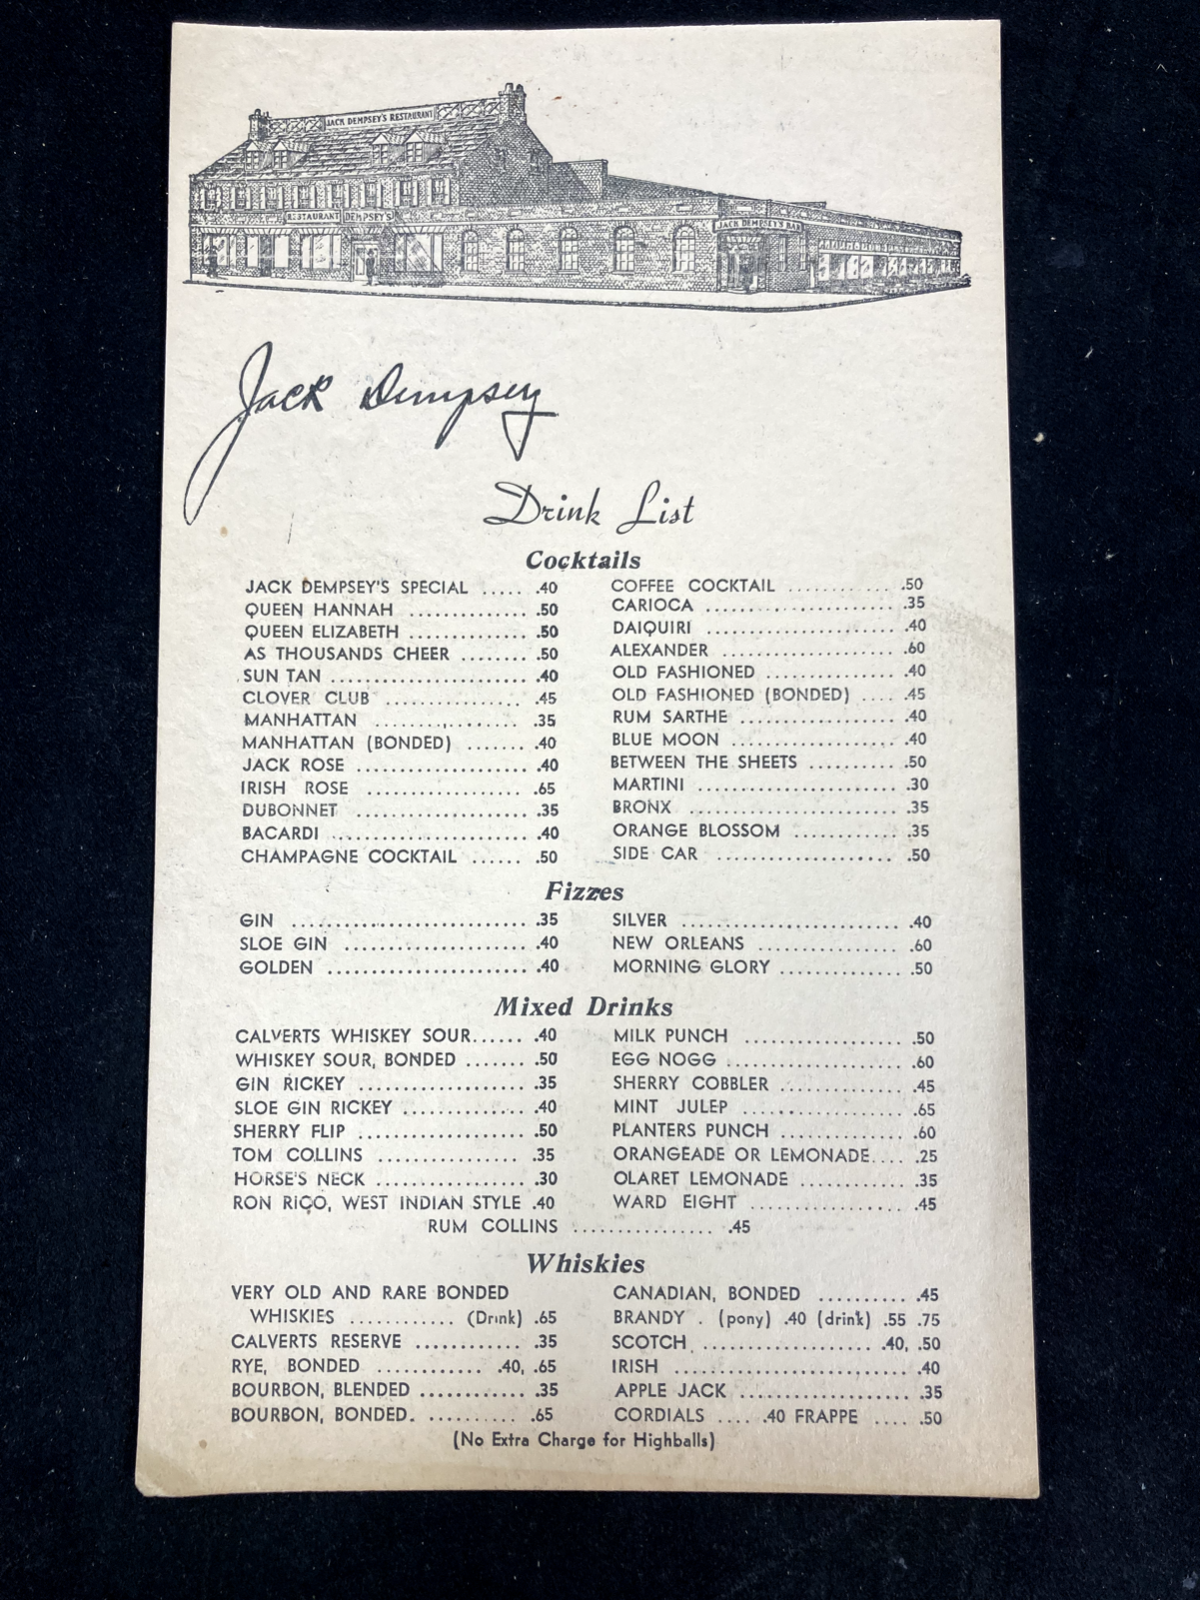 JACK DEMPSEY'S RESTAURANT
RESTAURANT DEMPSEY'S
JACK DEMPSEY'S BAR
Jack Dempsey
Drink List
Cocktails
JACK DEMPSEY'S SPECIAL ..... .40
QUEEN HANNAH ............. .50
QUEEN ELIZABETH ............. .50
AS THOUSANDS CHEER ........ .50
SUN TAN ...................... .40
CLOVER CLUB ............... .45
MANHATTAN ................ .35
MANHATTAN (BONDED) ....... .40
JACK ROSE ................... .40
IRISH ROSE ................. .65
DUBONNET ................... .35
BACARDI ...................... .40
CHAMPAGNE COCKTAIL ...... .50
COFFEE COCKTAIL .......... .50
CARIOCA ..................... .35
DAIQUIRI ..................... .40
ALEXANDER .................. .60
OLD FASHIONED .............. .40
OLD FASHIONED (BONDED) .... .45
RUM SARTHE ................. .40
BLUE MOON .................. .40
BETWEEN THE SHEETS ......... .50
MARTINI ..................... .30
BRONX ...................... .35
ORANGE BLOSSOM ........... .35
SIDE CAR .................... .50
Fizzes
GIN .......................... .35
SLOE GIN .................... .40
GOLDEN ...................... .40
SILVER ........................ .40
NEW ORLEANS ............... .60
MORNING GLORY ............. .50
Mixed Drinks
CALVERTS WHISKEY SOUR...... .40
WHISKEY SOUR, BONDED ....... .50
GIN RICKEY ................... .35
SLOE GIN RICKEY .............. .40
SHERRY FLIP ................... .50
TOM COLLINS ................ .35
HORSE'S NECK ................ .30
RON RICO, WEST INDIAN STYLE .40
MILK PUNCH ................. .50
EGG NOGG ................... .60
SHERRY COBBLER ............. .45
MINT JULEP ................. .65
PLANTERS PUNCH ............. .60
ORANGEADE OR LEMONADE.... .25
OLARET LEMONADE ........... .35
WARD EIGHT ................. .45
RUM COLLINS ............... .45
Whiskies
VERY OLD AND RARE BONDED
WHISKIES ............ (Drink) .65
CALVERTS RESERVE ............ .35
RYE, BONDED ............ .40, .65
BOURBON, BLENDED ............ .35
BOURBON, BONDED. .......... .65
CANADIAN, BONDED .......... .45
BRANDY . (pony) .40 (drink) .55 .75
SCOTCH ................... .40, .50
IRISH ........................ .40
APPLE JACK ................... .35
CORDIALS .... .40 FRAPPE .... .50
(No Extra Charge for Highballs)